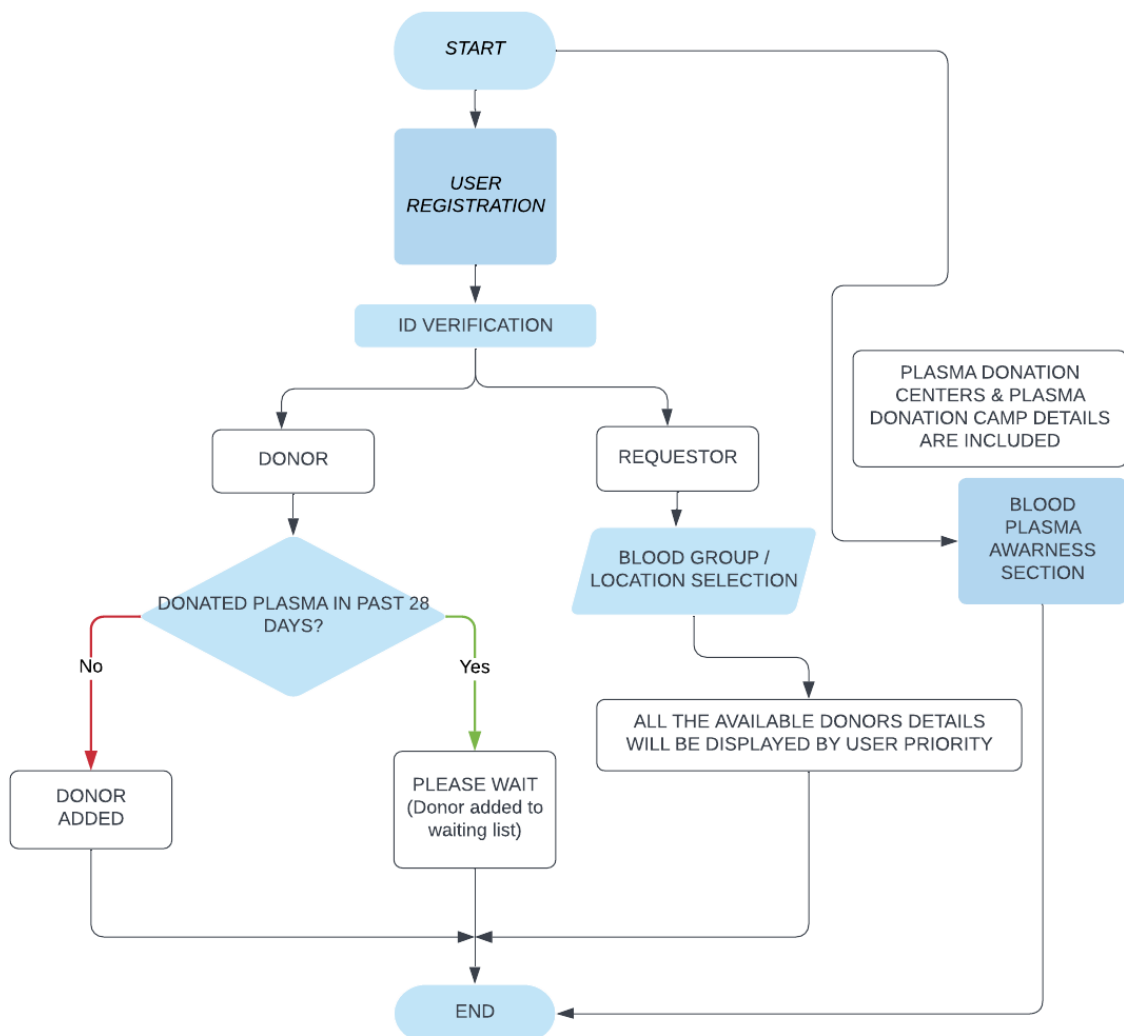 START
USER
REGISTRATION
ID VERIFICATION
PLASMA DONATION
CENTERS & PLASMA
DONATION CAMP DETAILS
ARE INCLUDED
DONOR
REQUESTOR
BLOOD
PLASMA
AWARNESS
SECTION
BLOOD GROUP /
LOCATION SELECTION
DONATED PLASMA IN PAST 28
DAYS?
No
Yes
ALL THE AVAILABLE DONORS DETAILS
WILL BE DISPLAYED BY USER PRIORITY
DONOR
ADDED
PLEASE WAIT
(Donor added to
waiting list)
END